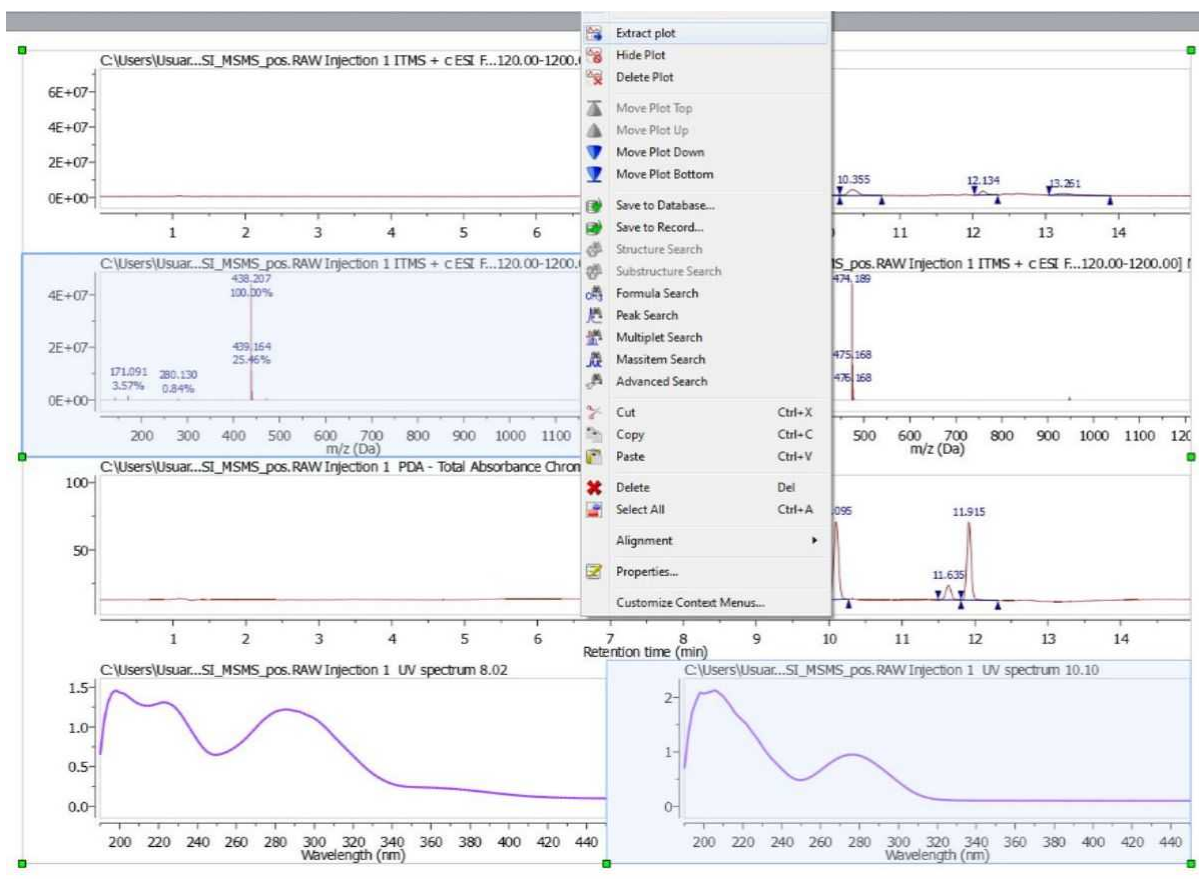 C:\Users\Usuar...SI_MSMS_pos.RAW Injection 1 ITMS + c ESI F...120.00-1200.
6E+07
4E+07
2E+07
0E+00
10.355
12.134
13.261
1 2 3 4 5 6 11 12 13 14
C:\Users\Usuar...SI_MSMS_pos.RAW Injection 1 ITMS + c ESI F...120.00-1200.
4E+07
2E+07
0E+00
438.207
100.00%
439.164
25.46%
171.091
3.57%
280.130
0.84%
200 300 400 500 600 700 800 900 1000 1100
m/z (Da)
Extract plot
Hide Plot
Delete Plot
Move Plot Top
Move Plot Up
Move Plot Down
Move Plot Bottom
Save to Database...
Save to Record...
Structure Search
Substructure Search
Formula Search
Peak Search
Multiplet Search
Massitem Search
Advanced Search
Cut Ctrl+X
Copy Ctrl+C
Paste Ctrl+V
Delete Del
Select All Ctrl+A
Alignment
Properties...
Customize Context Menus...
S_pos.RAW Injection 1 ITMS + c ESI F...120.00-1200.00]
474.189
475.168
476.168
500 600 700 800 900 1000 1100 120
m/z (Da)
C:\Users\Usuar...SI_MSMS_pos.RAW Injection 1 PDA - Total Absorbance Chrom
100
50
095
11.635
11.915
1 2 3 4 5 6 7 8 9 10 11 12 13 14
Retention time (min)
C:\Users\Usuar...SI_MSMS_pos.RAW Injection 1 UV spectrum 8.02
1.5
1.0
0.5
0.0
200 220 240 260 280 300 320 340 360 380 400 420 440
Wavelength (nm)
C:\Users\Usuar...SI_MSMS_pos.RAW Injection 1 UV spectrum 10.10
2
1
0
200 220 240 260 280 300 320 340 360 380 400 420 440
Wavelength (nm)